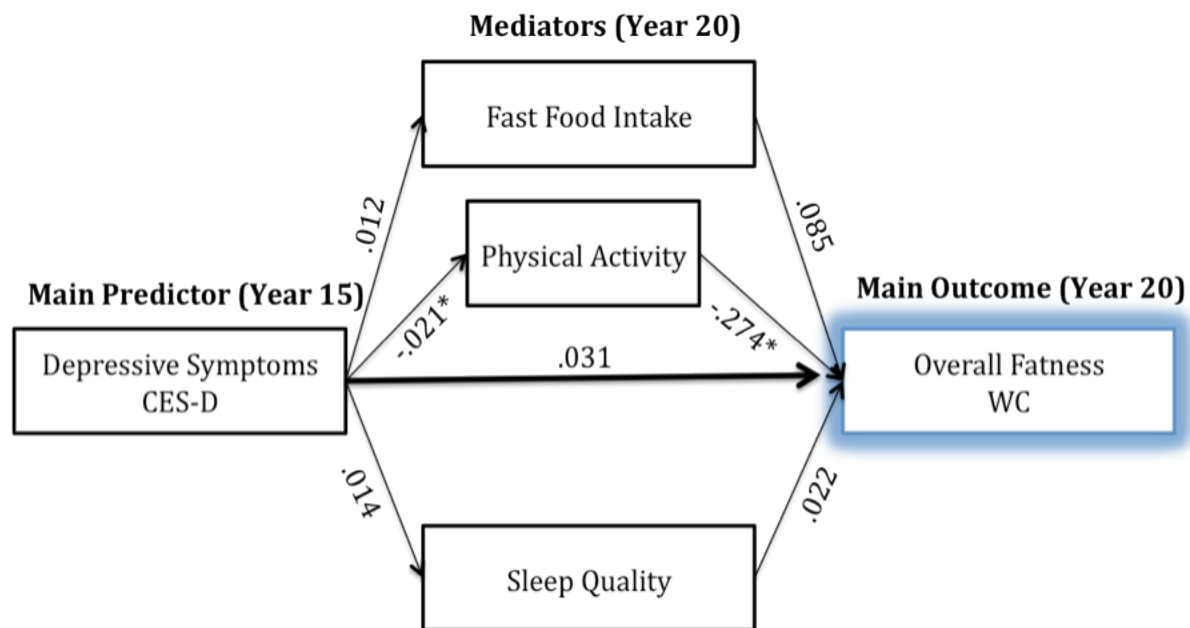 Mediators (Year 20)
Fast Food Intake
.012
.085
Physical Activity
Main Predictor (Year 15)
Main Outcome (Year 20)
-.021*
-.274*
.031
Depressive Symptoms
CES-D
Overall Fatness
WC
.014
.022
Sleep Quality